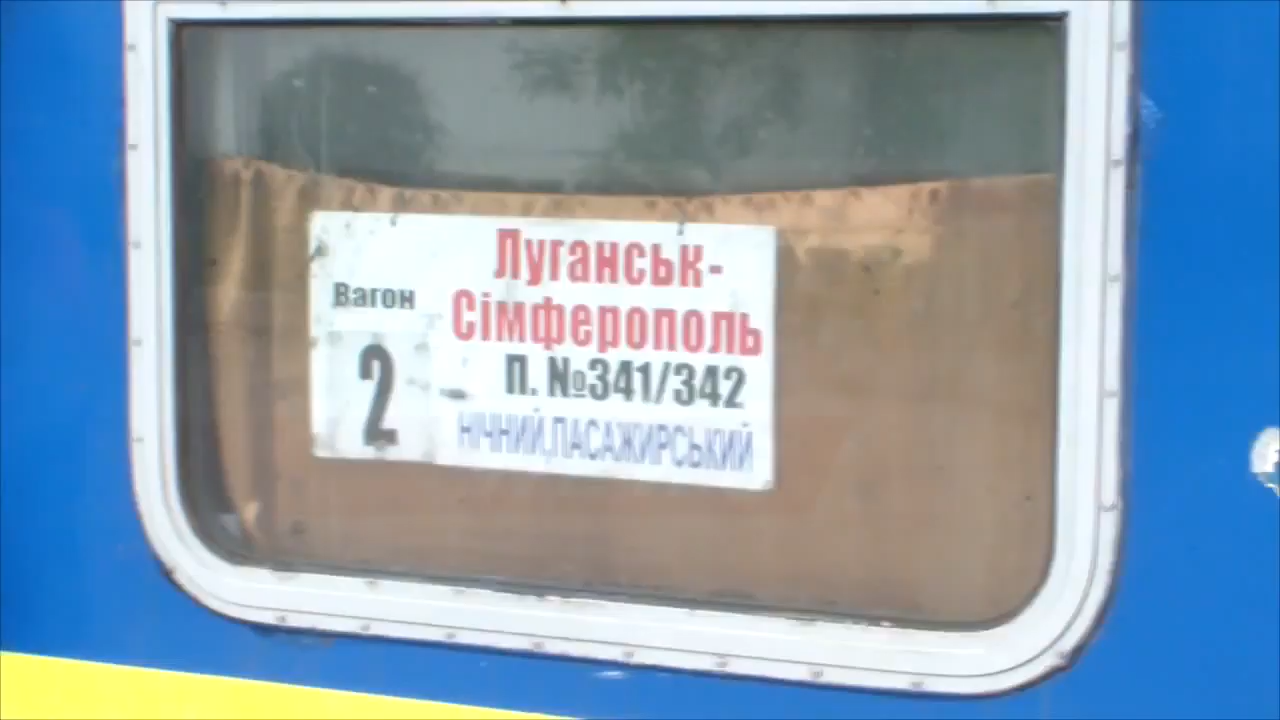 Вагон
2
Луганськ-
Сімферополь
П. №341/342
НІЧНИЙ,ПАСАЖИРСЬКИЙ